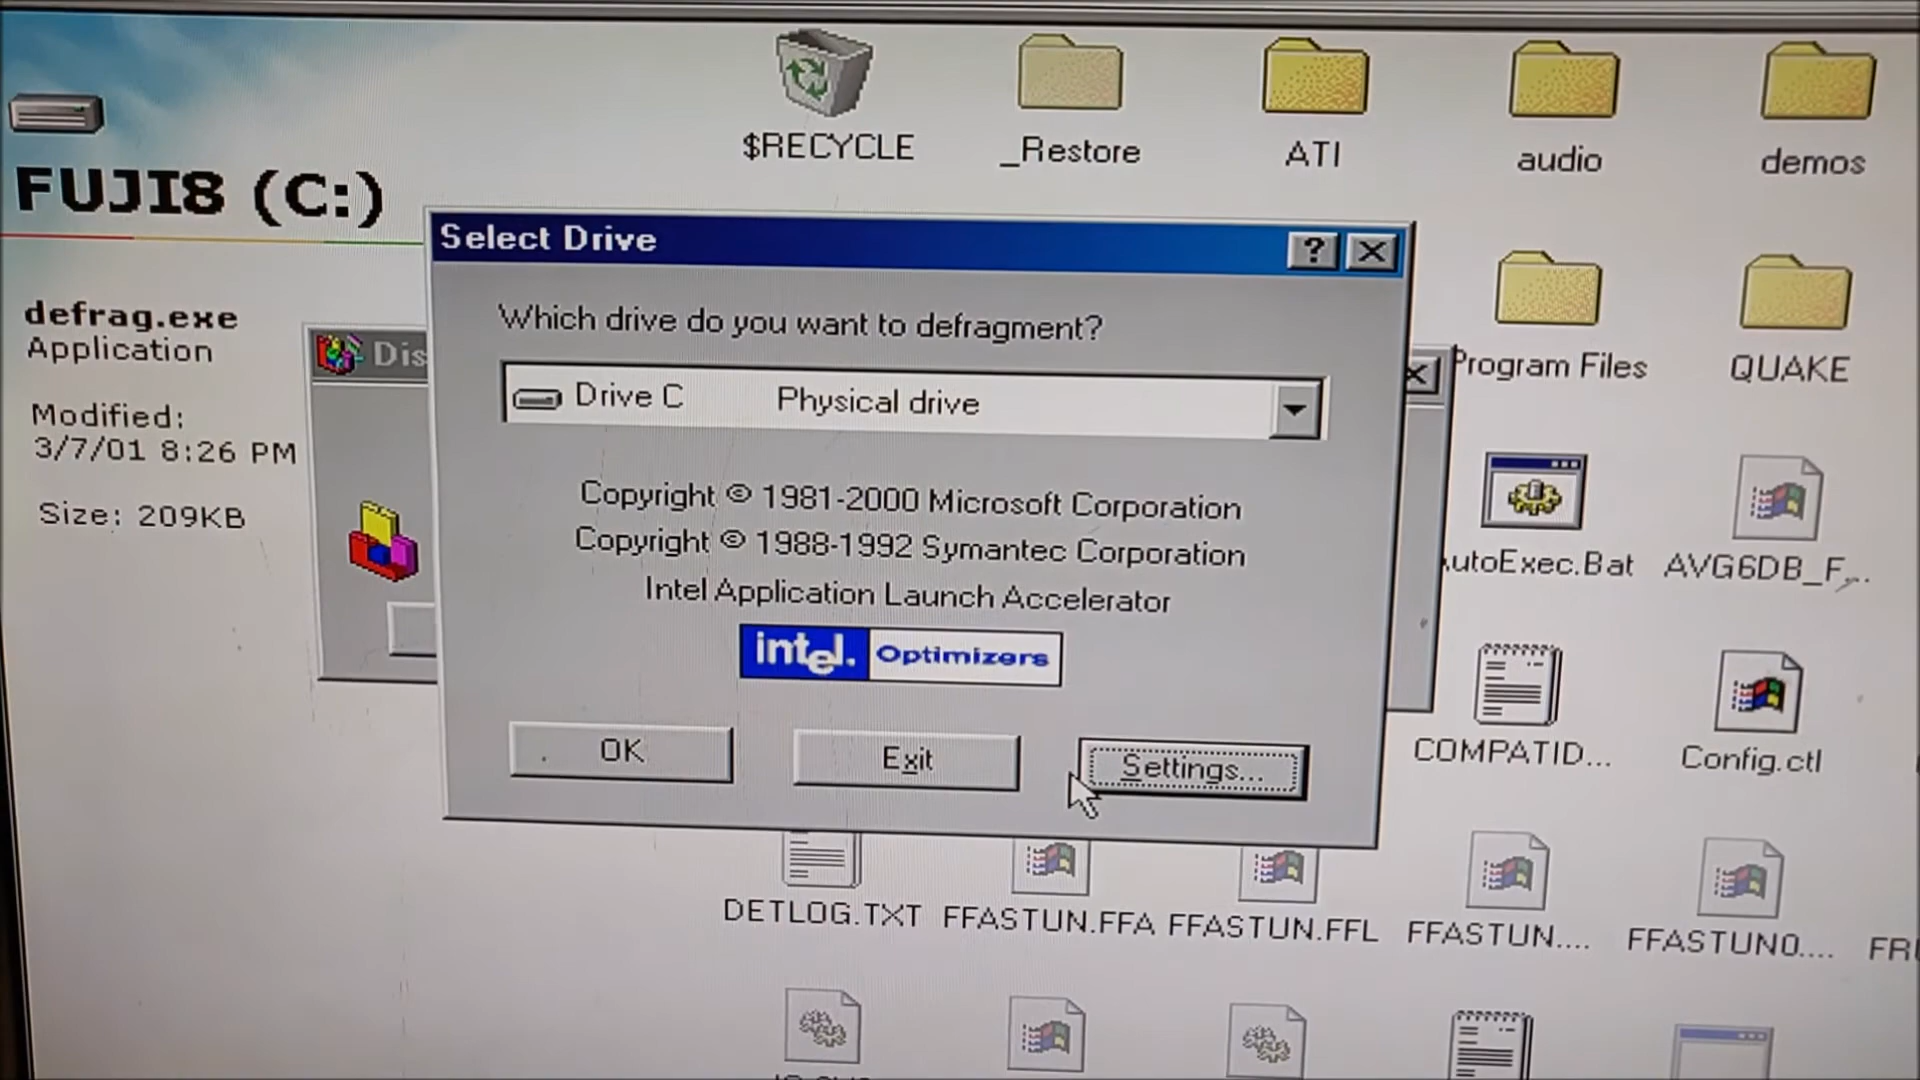 $RECYCLE
_Restore
ATI
audio
demos
FUJI8 (C:)
Select Drive
?
Which drive do you want to defragment?
defrag.exe
Application
Dis
Program Files
QUAKE
Drive C Physical drive
Modified:
3/7/01 8:26 PM
Size: 209KB
Copyright © 1981-2000 Microsoft Corporation
Copyright © 1988-1992 Symantec Corporation
Intel Application Launch Accelerator
utoExec.Bat
AVG6DB_F...
intel. Optimizers
OK
Exit
Settings...
COMPATID...
Config.ctl
DETLOG.TXT
FFASTUN.FFA
FFASTUN.FFL
FFASTUN....
FFASTUN0....